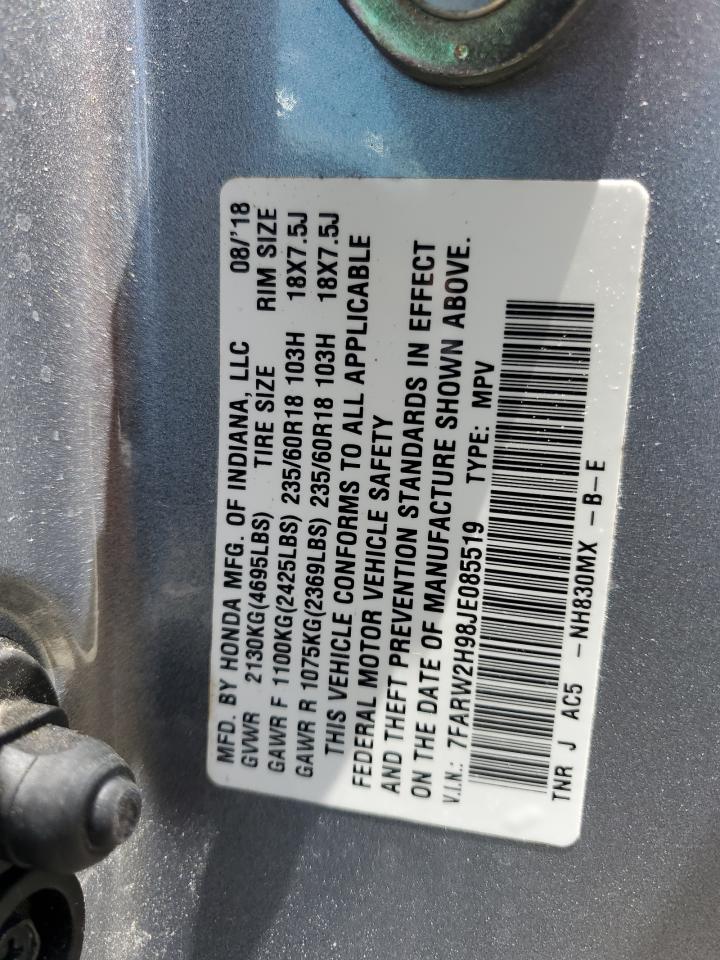 MFD. BY HONDA MFG. OF INDIANA, LLC 08/'18
GVWR 2130KG(4695LBS) TIRE SIZE RIM SIZE
GAWR F 1100KG(2425LBS) 235/60R18 103H 18X7.5J
GAWR R 1075KG(2369LBS) 235/60R18 103H 18X7.5J
THIS VEHICLE CONFORMS TO ALL APPLICABLE
FEDERAL MOTOR VEHICLE SAFETY
AND THEFT PREVENTION STANDARDS IN EFFECT
ON THE DATE OF MANUFACTURE SHOWN ABOVE.
V.I.N.: 7FARW2H98JE085519 TYPE: MPV
TNR J AC5 -NH830MX -B-E